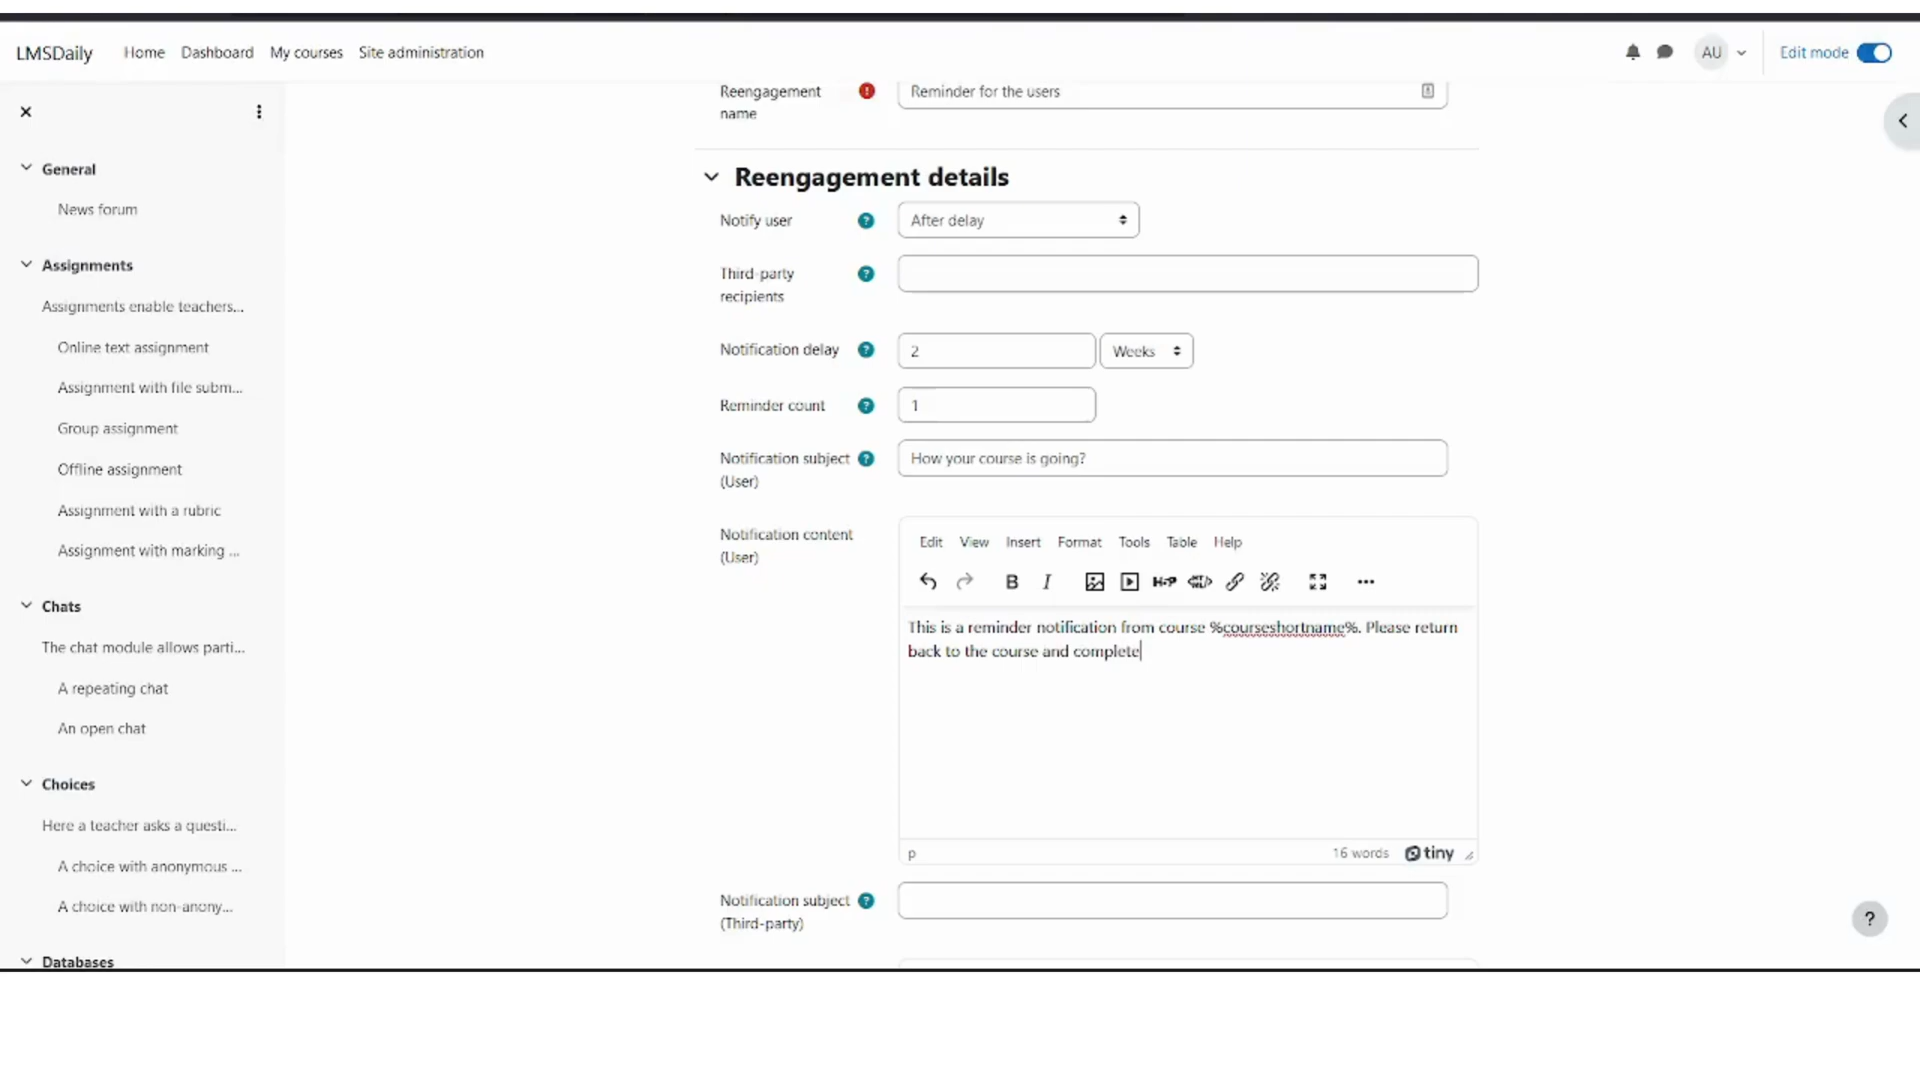 LMSDaily Home Dashboard My courses Site administration AU Edit mode
General
News forum
Assignments
Assignments enable teachers...
Online text assignment
Assignment with file subm...
Group assignment
Offline assignment
Assignment with a rubric
Assignment with marking ...
Chats
The chat module allows parti...
A repeating chat
An open chat
Choices
Here a teacher asks a questi...
A choice with anonymous ...
A choice with non-anony...
Databases
Reengagement
name
Reminder for the users
Reengagement details
Notify user
After delay
Third-party
recipients
Notification delay
2 Weeks
Reminder count
1
Notification subject
(User)
How your course is going?
Notification content
(User)
Edit View Insert Format Tools Table Help
B I H-P
This is a reminder notification from course %courseshortname%. Please return
back to the course and complete
p 16 words tiny
Notification subject
(Third-party)
?